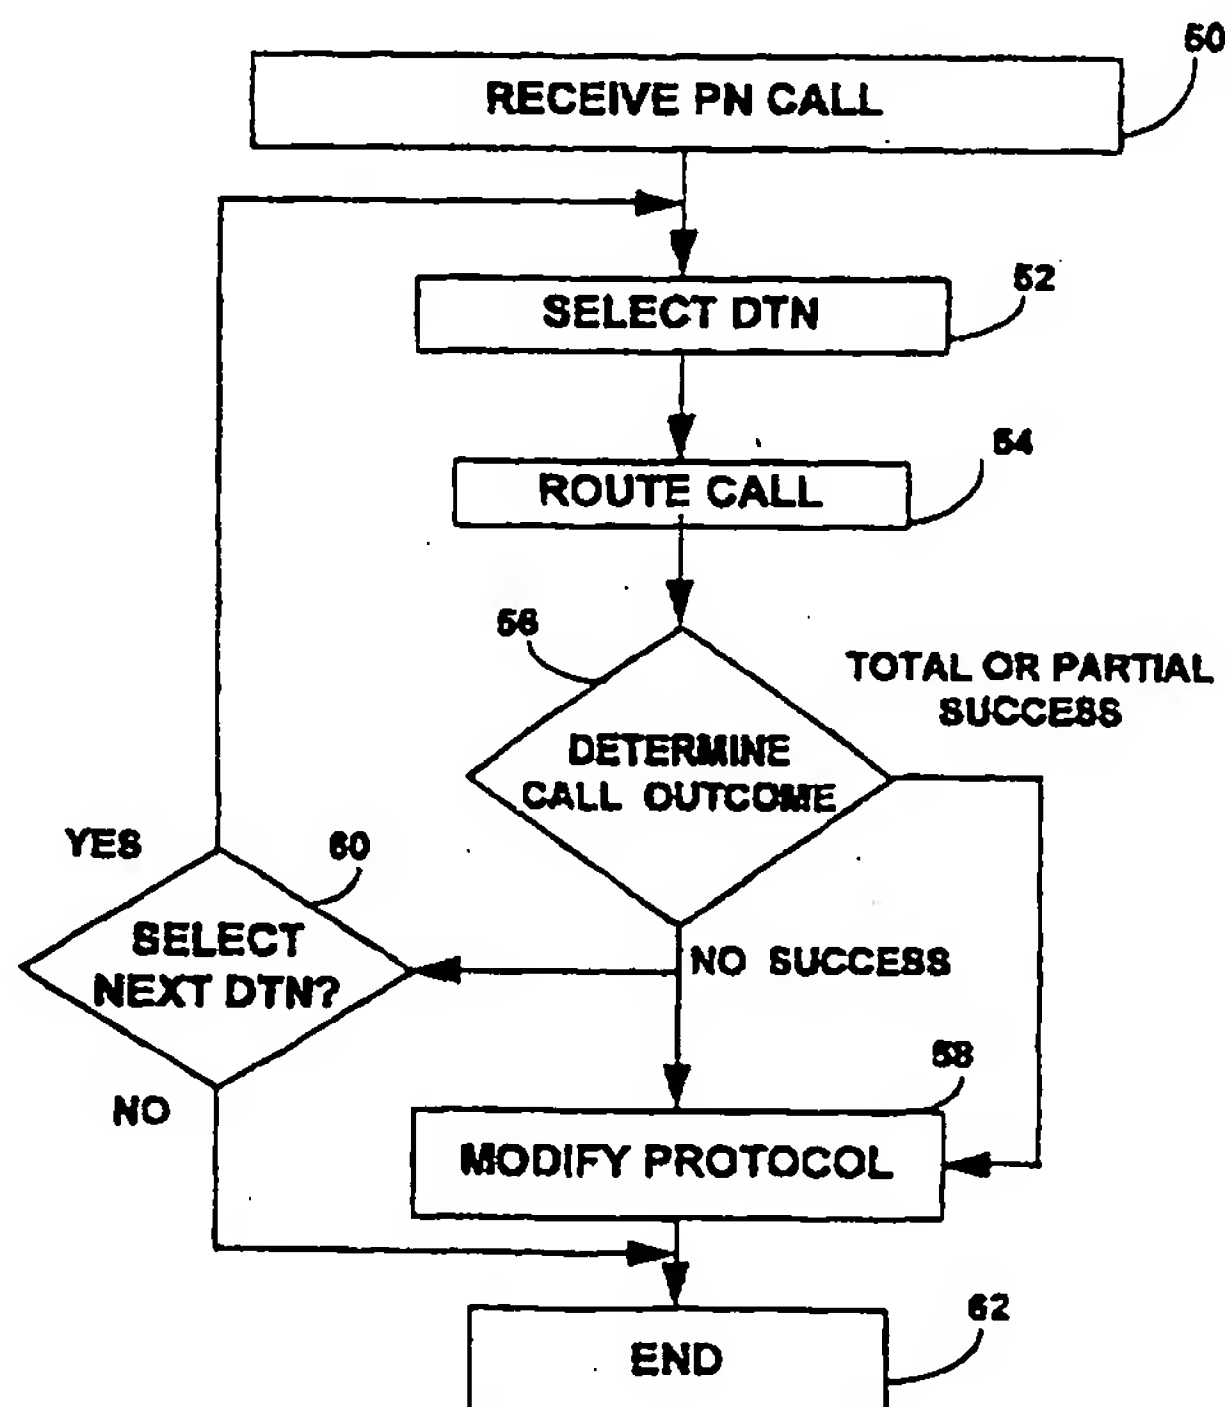 50
RECEIVE PN CALL
52
SELECT DTN
54
ROUTE CALL
56
TOTAL OR PARTIAL
SUCCESS
DETERMINE
CALL OUTCOME
YES
60
SELECT
NEXT DTN?
NO SUCCESS
58
NO
MODIFY PROTOCOL
62
END